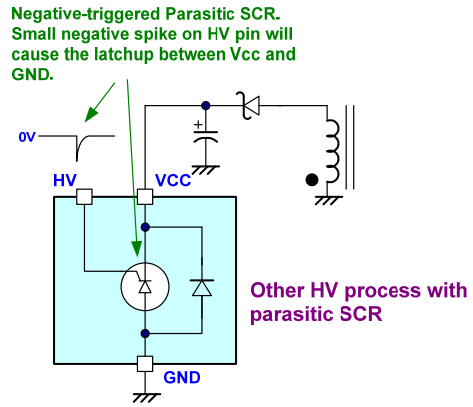 Negative-triggered Parasitic SCR.
Small negative spike on HV pin will
cause the latchup between Vcc and
GND.
0V
+
HV
VCC
Other HV process with
parasitic SCR
GND